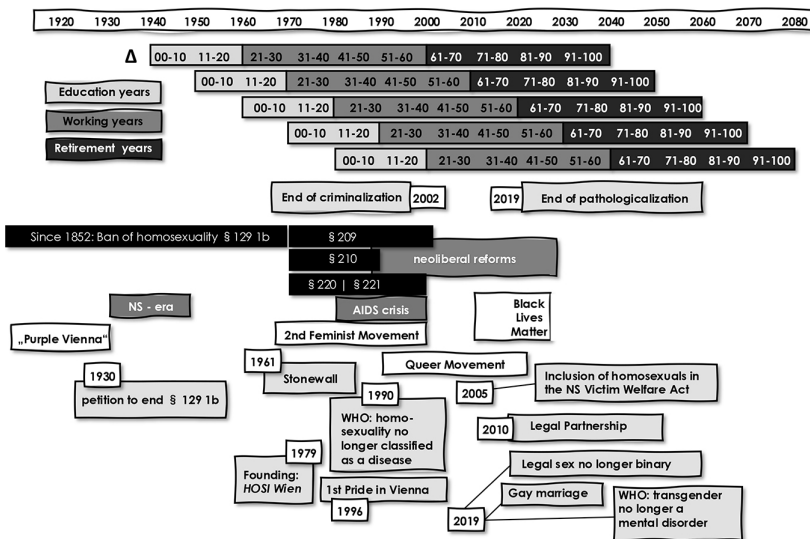 1920 1930 1940 1950 1960 1970 1980 1990 2000 2010 2020 2030 2040 2050 2060 2070 2080
Δ 00-10 11-20 21-30 31-40 41-50 51-60 61-70 71-80 81-90 91-100
00-10 11-20 21-30 31-40 41-50 51-60 61-70 71-80 81-90 91-100
Education years
00-10 11-20 21-30 31-40 41-50 51-60 61-70 71-80 81-90 91-100
Working years
00-10 11-20 21-30 31-40 41-50 51-60 61-70 71-80 81-90 91-100
Retirement years
00-10 11-20 21-30 31-40 41-50 51-60 61-70 71-80 81-90 91-100
End of criminalization 2002
2019 End of pathologicalization
Since 1852: Ban of homosexuality § 129 1b
§ 209
§ 210
neoliberal reforms
§ 220 | § 221
NS - era
AIDS crisis
Black
Lives
Matter
„Purple Vienna“
2nd Feminist Movement
1961
Stonewall
Queer Movement
1930
petition to end § 129 1b
1990
WHO: homo-
sexuality no
longer classified
as a disease
2005
Inclusion of homosexuals in
the NS Victim Welfare Act
2010
Legal Partnership
1979
Founding:
HOSI Wien
1st Pride in Vienna
1996
Legal sex no longer binary
Gay marriage
2019
WHO: transgender
no longer a
mental disorder